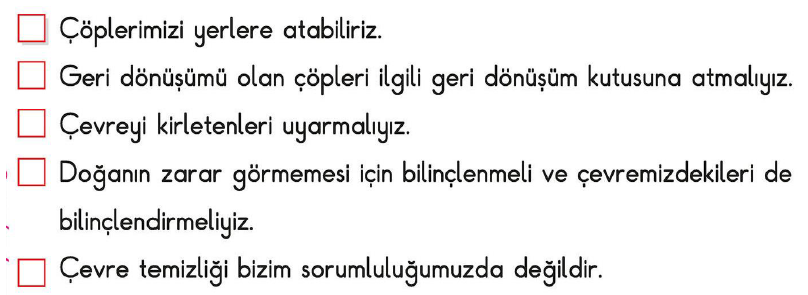 Çöplerimizi yerlere atabiliriz.
Geri dönüşümü olan çöpleri ilgili geri dönüşüm kutusuna atmalıyız.
Çevreyi kirletenleri uyarmalıyız.
Doğanın zarar görmemesi için bilinçlenmeli ve çevremizdekileri de
bilinçlendirmeliyiz.
Çevre temizliği bizim sorumluluğumuzda değildir.